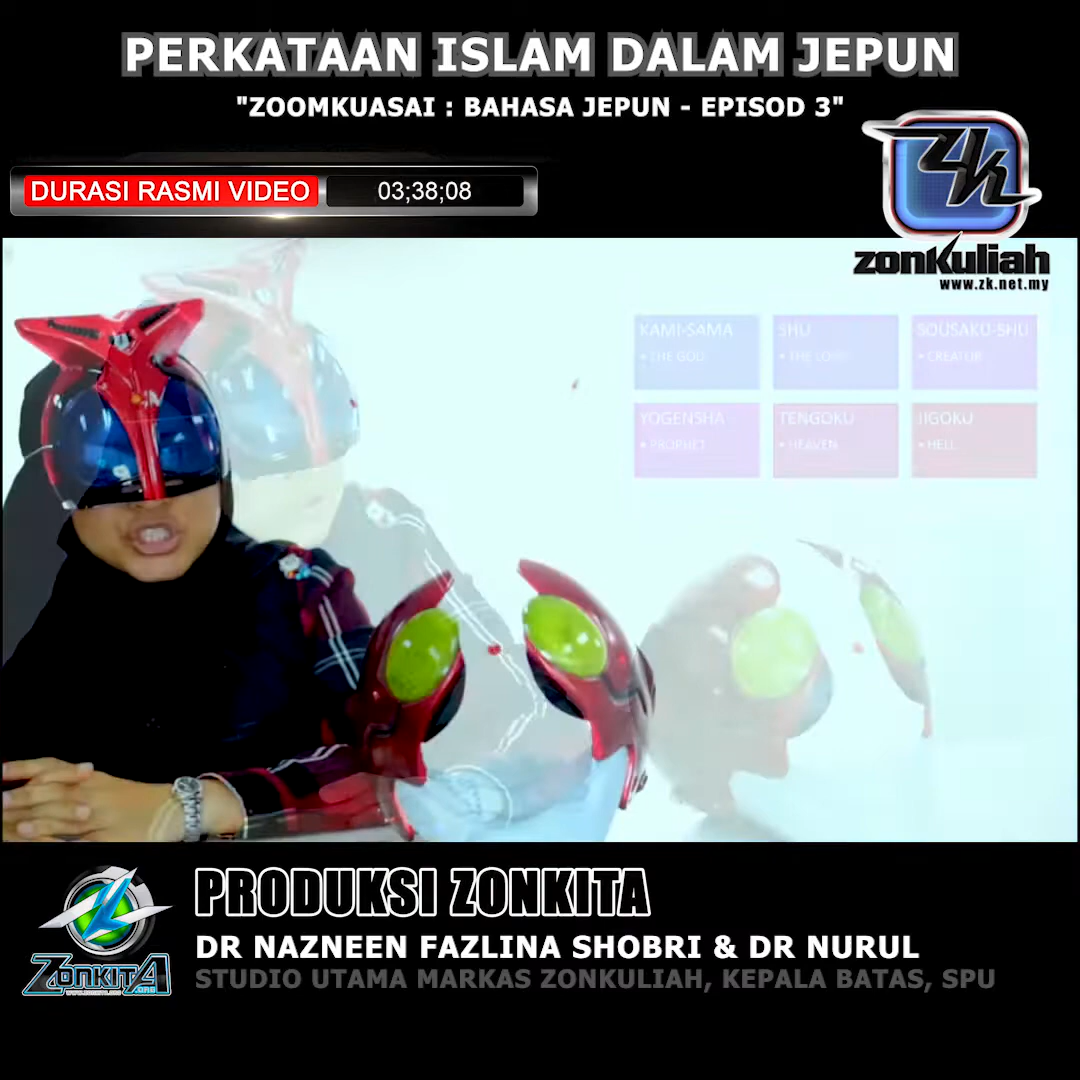 PERKATAAN ISLAM DALAM JEPUN
"ZOOMKUASAI : BAHASA JEPUN - EPISOD 3"
DURASI RASMI VIDEO 03;38;08
zonkuliah
www.zk.net.my
KAMI-SAMA
• THE GOD
SHU
• THE LORD
SOUSAKU-SHU
• CREATOR
YOGENSHA
• PROPHET
TENGOKU
• HEAVEN
JIGOKU
• HELL
PRODUKSI ZONKITA
DR NAZNEEN FAZLINA SHOBRI & DR NURUL
STUDIO UTAMA MARKAS ZONKULIAH, KEPALA BATAS, SPU
ZONKITA